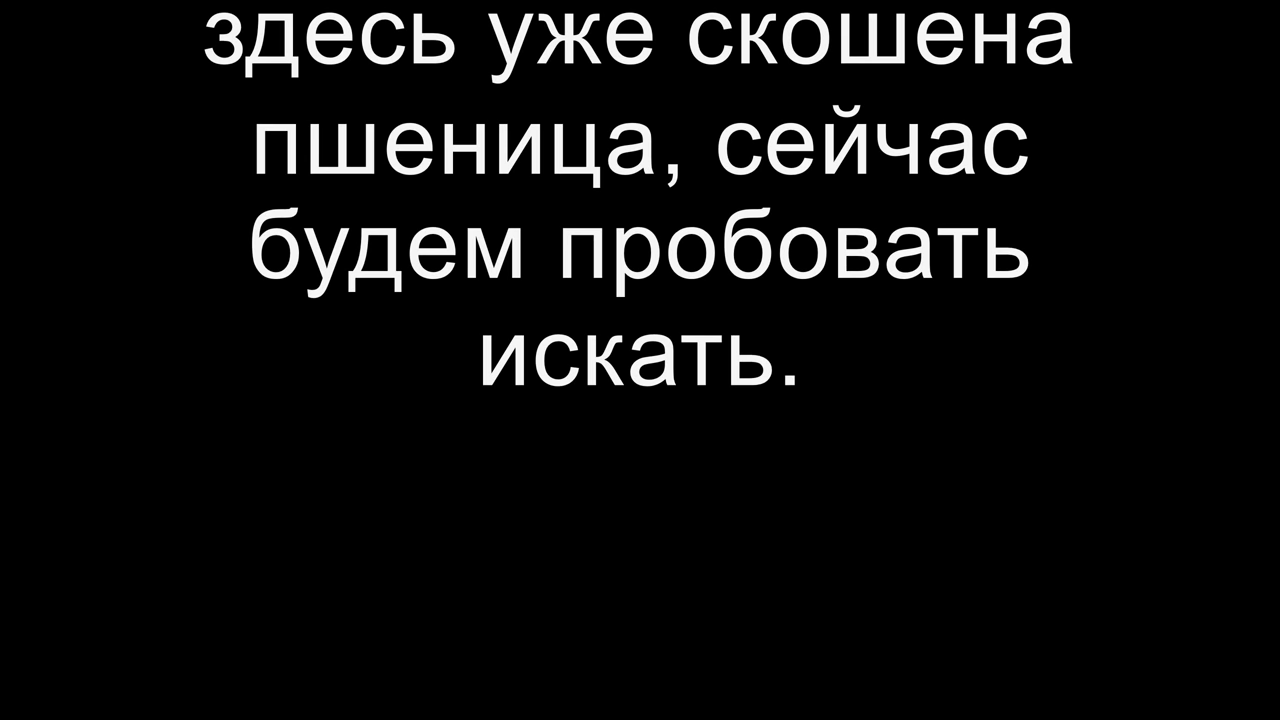 здесь уже скошена
пшеница, сейчас
будем пробовать
искать.